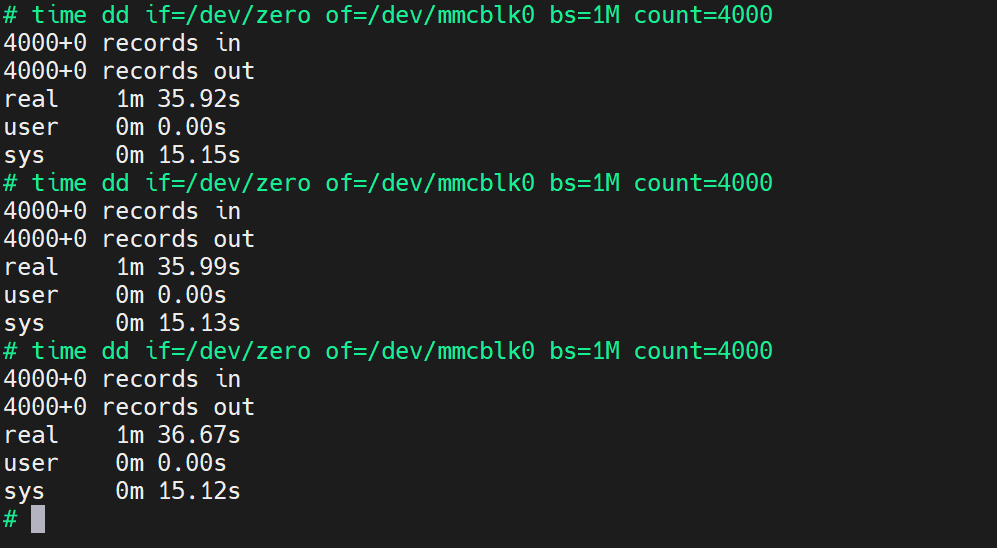 # time dd if=/dev/zero of=/dev/mmcblk0 bs=1M count=4000
4000+0 records in
4000+0 records out
real    1m 35.92s
user    0m 0.00s
sys     0m 15.15s
# time dd if=/dev/zero of=/dev/mmcblk0 bs=1M count=4000
4000+0 records in
4000+0 records out
real    1m 35.99s
user    0m 0.00s
sys     0m 15.13s
# time dd if=/dev/zero of=/dev/mmcblk0 bs=1M count=4000
4000+0 records in
4000+0 records out
real    1m 36.67s
user    0m 0.00s
sys     0m 15.12s
#